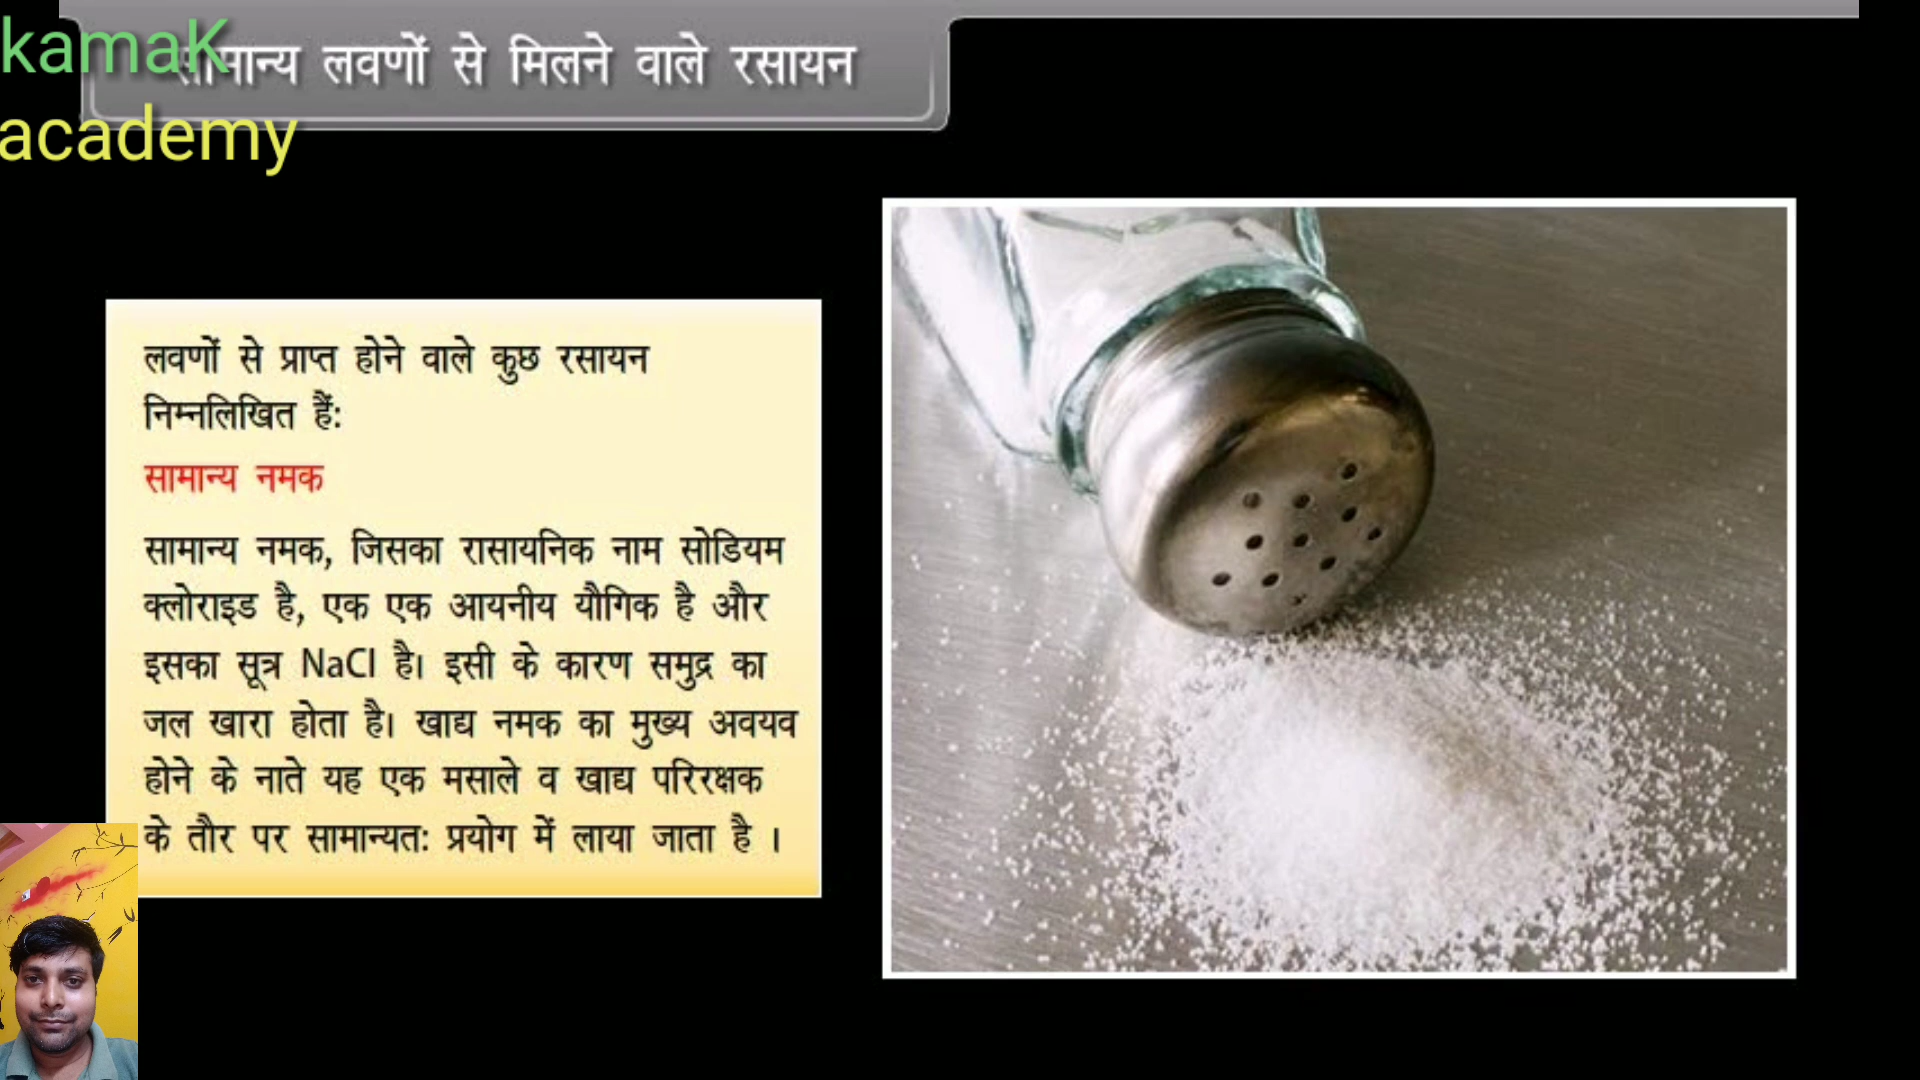 kamaK
सामान्य लवणों से मिलने वाले रसायन
academy
लवणों से प्राप्त होने वाले कुछ रसायन
निम्नलिखित हैं:
सामान्य नमक
सामान्य नमक, जिसका रासायनिक नाम सोडियम
क्लोराइड है, एक एक आयनीय यौगिक है और
इसका सूत्र NaCl है। इसी के कारण समुद्र का
जल खारा होता है। खाद्य नमक का मुख्य अवयव
होने के नाते यह एक मसाले व खाद्य परिरक्षक
के तौर पर सामान्यतः प्रयोग में लाया जाता है ।